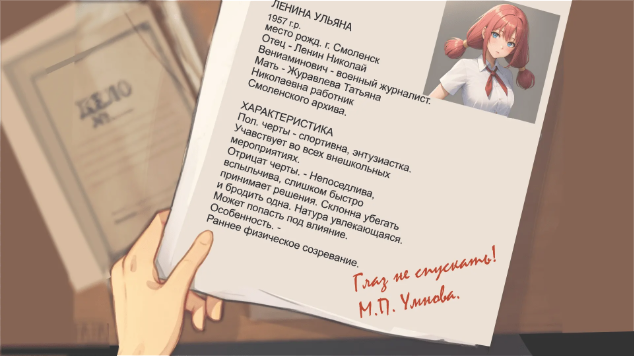 ЛЕНИНА УЛЬЯНА
1957 г.р.
место рожд. г. Смоленск
Отец - Ленин Николай
Вениаминович - военный журналист.
Мать - Журавлева Татьяна
Николаевна работник
Смоленского архива.
ХАРАКТЕРИСТИКА
Пол. черты - спортивна, энтузиастка.
Учавствует во всех внешкольных
мероприятиях.
Отрицат черты. - Непоседлива,
вспыльчива, слишком быстро
принимает решения. Склонна убегать
и бродить одна. Натура увлекающаяся.
Может попасть под влияние.
Особенность. -
Раннее физическое созревание.
Глаз не спускать!
М.П. Умнова.
ДЕЛО
№